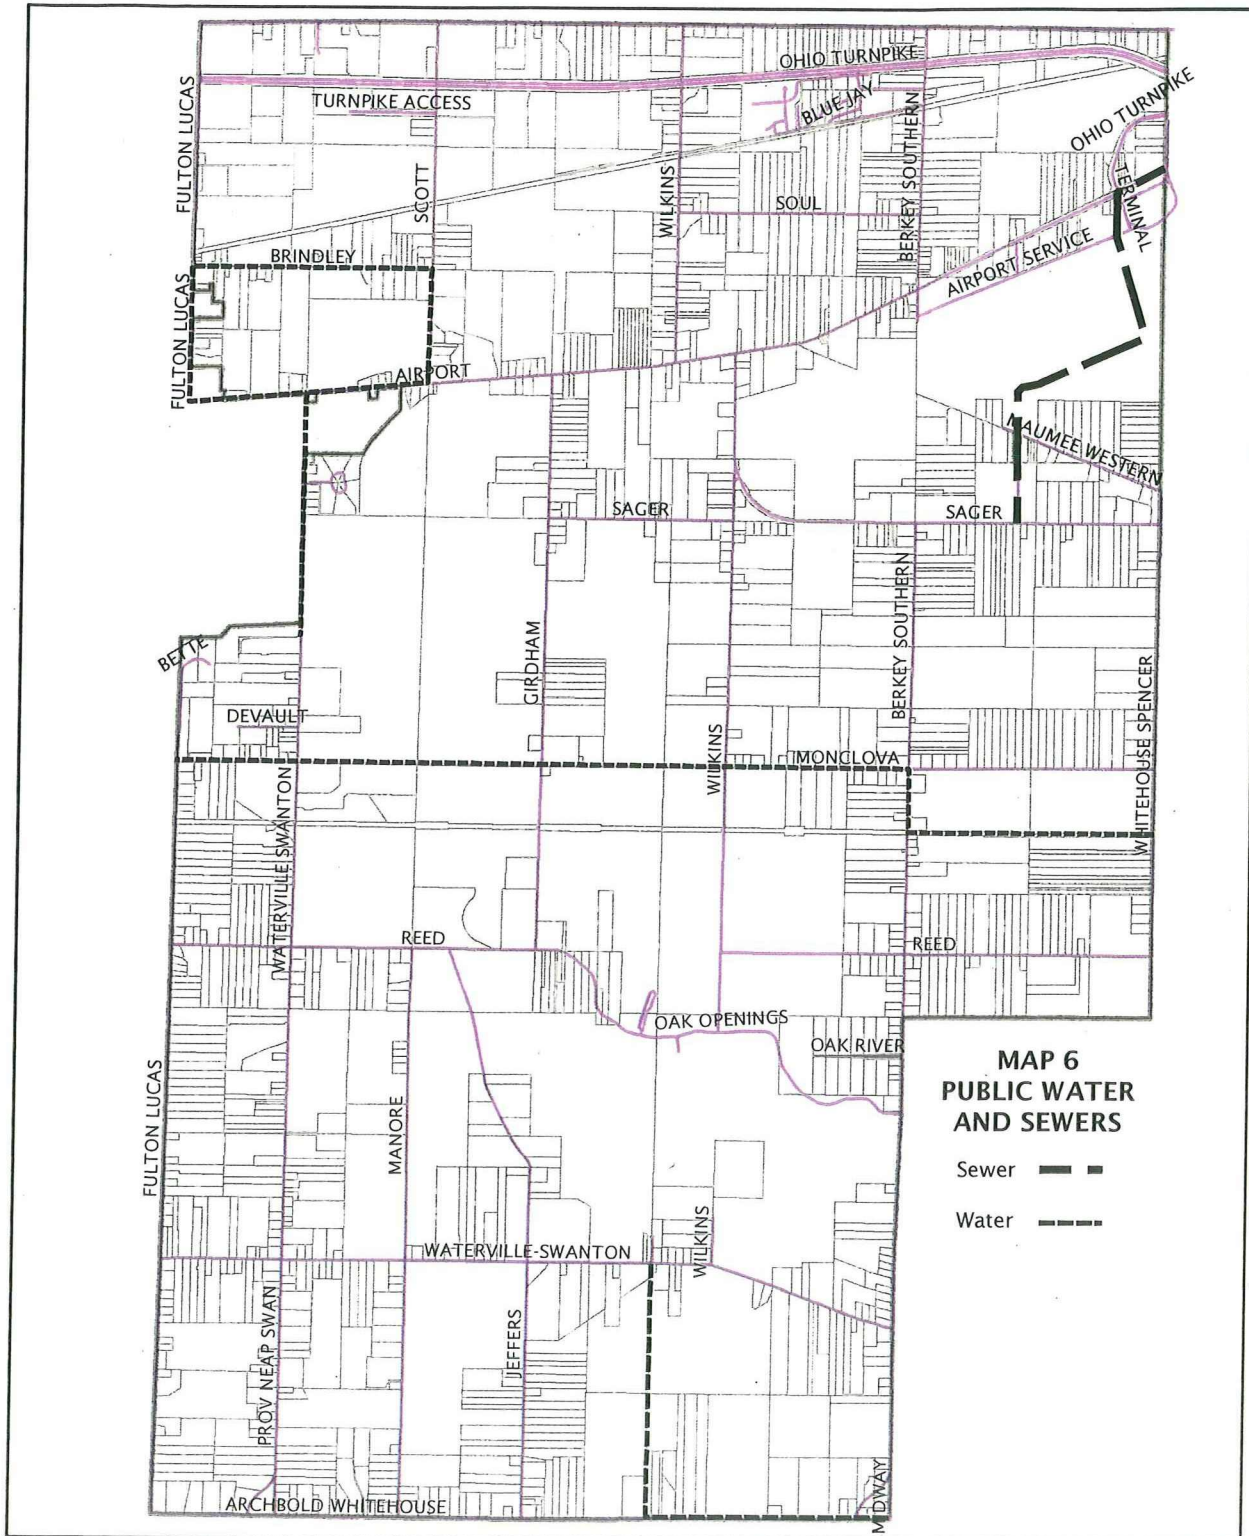 OHIO TURNPIKE
FULTON LUCAS
TURNPIKE ACCESS
BLUE JAY
OHIO TURNPIKE
SCOTT
WILKINS
BERKEY SOUTHERN
TERMINAL
SOUL
BRINDLEY
AIRPORT SERVICE
FULTON LUCAS
AIRPORT
MAUMEE WESTERN
SAGER
SAGER
BETTE
GIRDHAM
BERKEY SOUTHERN
WHITEHOUSE SPENCER
DEVAULT
WILKINS
MONCLOVA
WATERVILLE SWANTON
REED
REED
OAK OPENINGS
OAK RIVER
FULTON LUCAS
MANORE
MAP 6
PUBLIC WATER
AND SEWERS
Sewer
Water
WATERVILLE-SWANTON
WILKINS
PROV NEAP SWAN
JEFFERS
ARCHBOLD WHITEHOUSE
MIDWAY